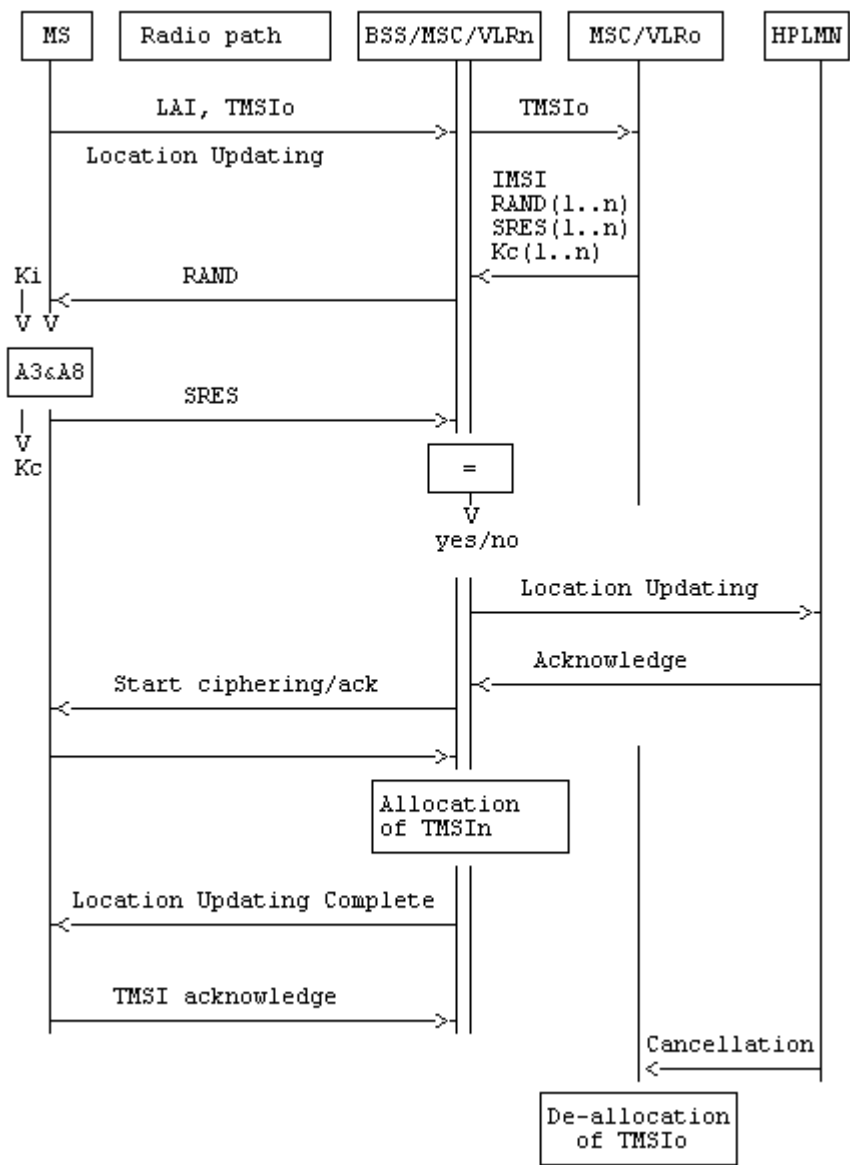 MS
Radio path
BSS/MSC/VLRn
MSC/VLRo
HPLMN
LAI, TMSIo
TMSIo
Location Updating
IMSI
RAND(1..n)
SRES(1..n)
Kc(1..n)
Ki
RAND
V V
A3&A8
SRES
V
Kc
=
V
yes/no
Location Updating
Acknowledge
Start ciphering/ack
Allocation
of TMSIn
Location Updating Complete
TMSI acknowledge
Cancellation
De-allocation
of TMSIo